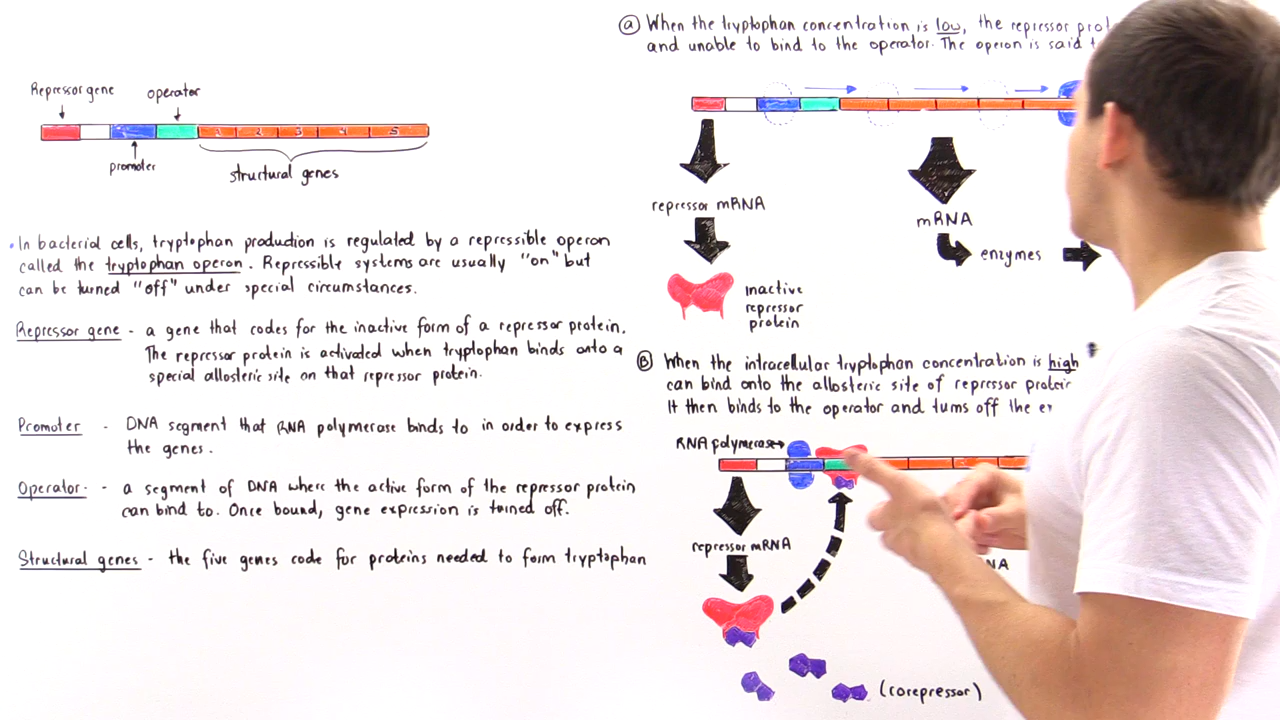 Repressor gene
operator
1 2 3 4 5
promoter
structural genes
• In bacterial cells, tryptophan production is regulated by a repressible operon
called the tryptophan operon. Repressible systems are usually "on" but
can be turned "off" under special circumstances.
Repressor gene - a gene that codes for the inactive form of a repressor protein.
The repressor protein is activated when tryptophan binds onto a
special allosteric site on that repressor protein.
Promoter - DNA segment that RNA polymerase binds to in order to express
the genes.
Operator - a segment of DNA where the active form of the repressor protein
can bind to. Once bound, gene expression is turned off.
Structural genes - the five genes code for proteins needed to form tryptophan
Ⓐ When the tryptophan concentration is low, the repressor prot
and unable to bind to the operator. The operon is said t
repressor mRNA
mRNA
enzymes
inactive
repressor
protein
Ⓑ When the intracellular tryptophan concentration is high
can bind onto the allosteric site of repressor protein
It then binds to the operator and turns off the
RNA polymerase
repressor mRNA
NA
(corepressor)